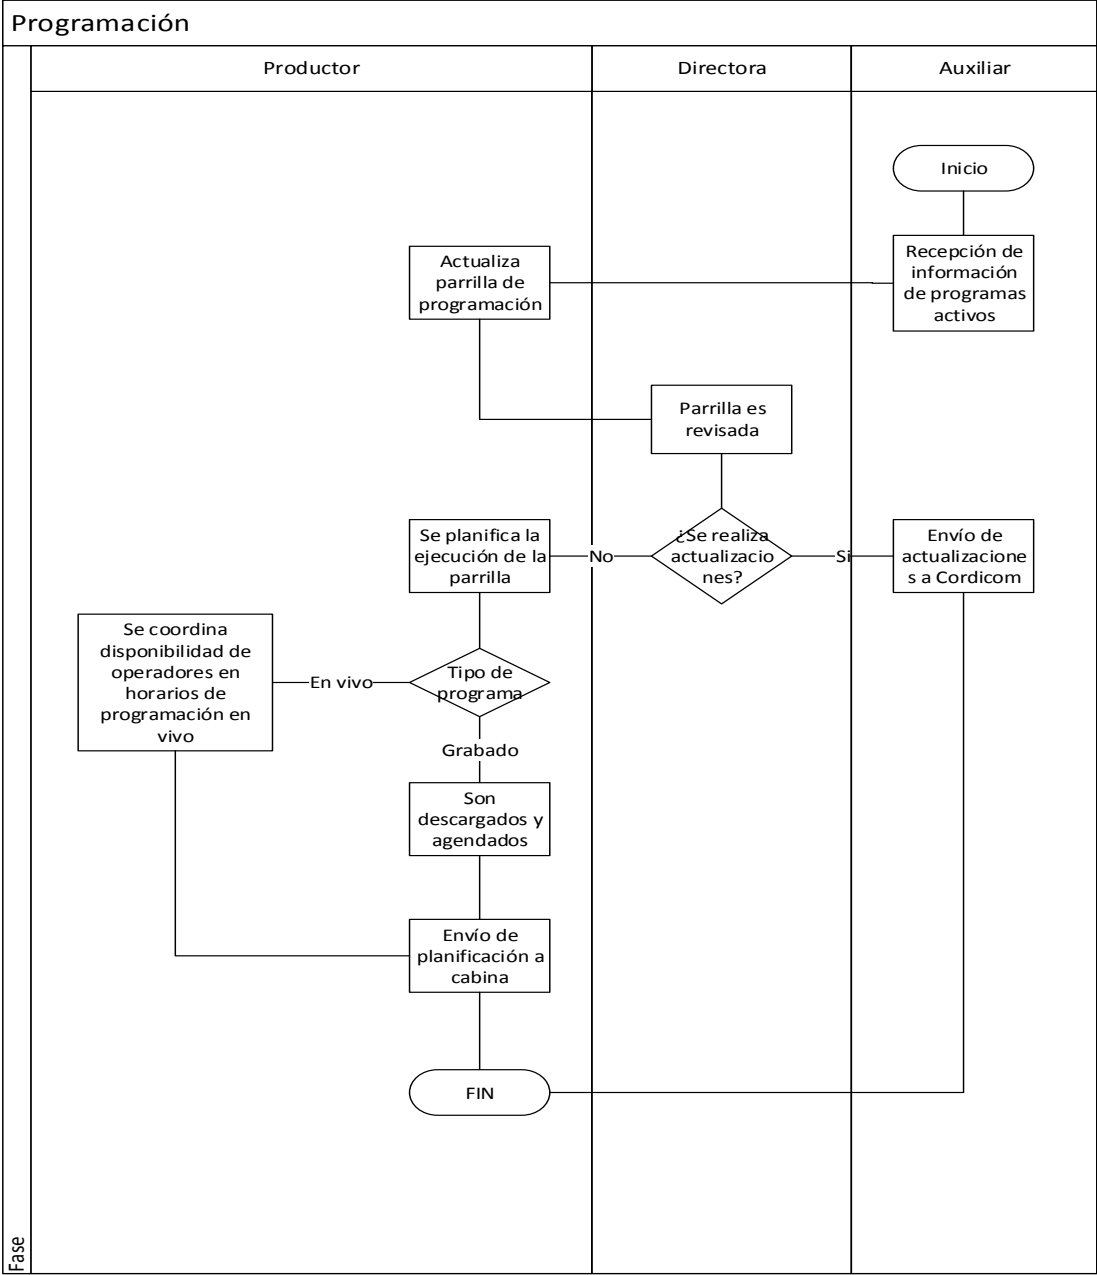 Programación
Productor
Directora
Auxiliar
Inicio
Recepción de
información
de programas
activos
Actualiza
parrilla de
programación
Parrilla es
revisada
¿Se realiza
actualizacio
nes?
No
Si
Se planifica la
ejecución de la
parrilla
Envío de
actualizacione
s a Cordicom
Tipo de
programa
En vivo
Se coordina
disponibilidad de
operadores en
horarios de
programación en
vivo
Grabado
Son
descargados y
agendados
Envío de
planificación a
cabina
FIN
Fase